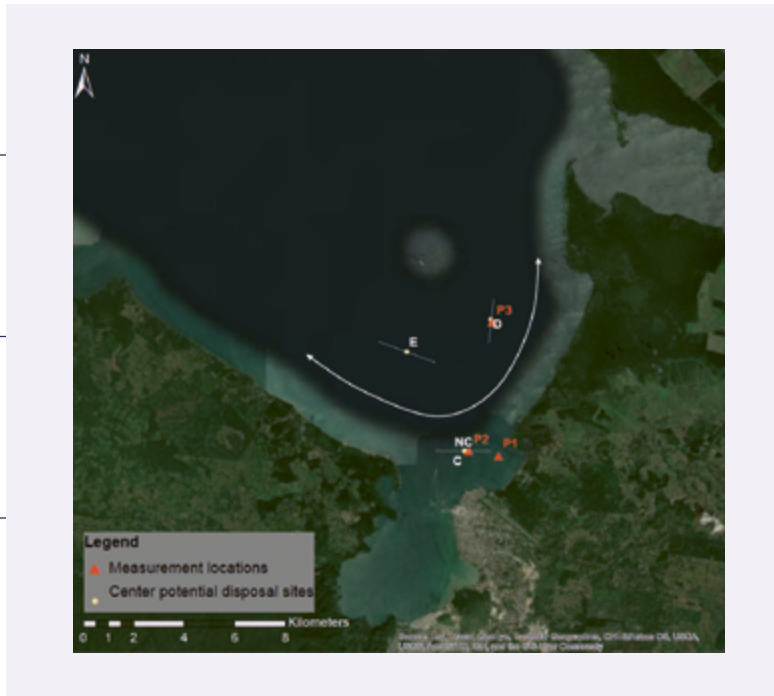 N
P3
D
E
NC P2 P1
C
Legend
Measurement locations
Center potential disposal sites
Kilometers
0 1 2 4 6 8